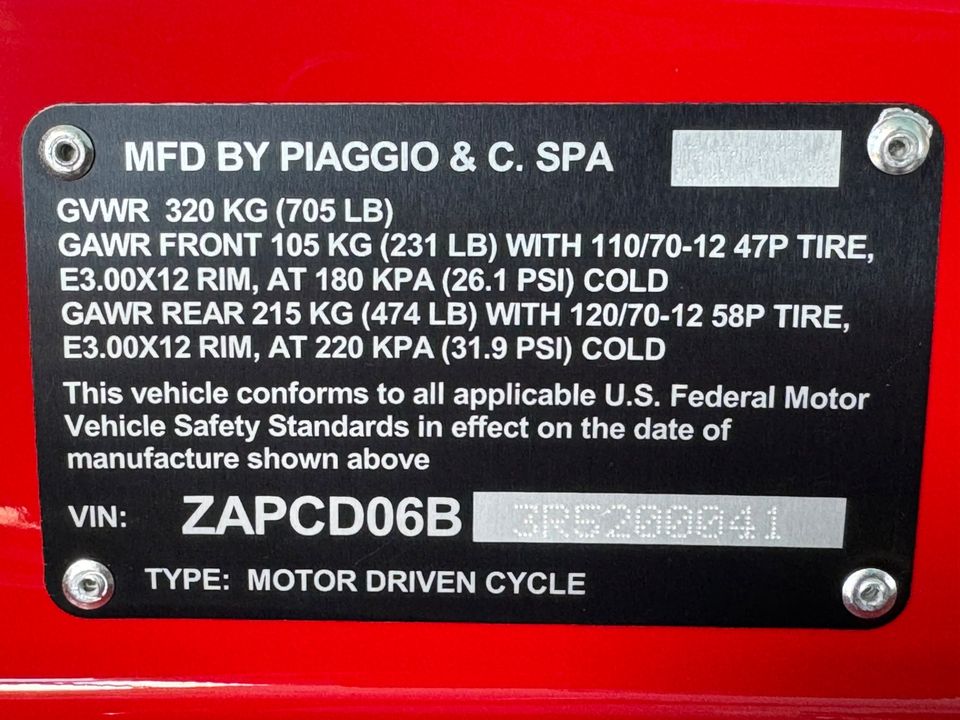 MFD BY PIAGGIO & C. SPA
GVWR 320 KG (705 LB)
GAWR FRONT 105 KG (231 LB) WITH 110/70-12 47P TIRE,
E3.00X12 RIM, AT 180 KPA (26.1 PSI) COLD
GAWR REAR 215 KG (474 LB) WITH 120/70-12 58P TIRE,
E3.00X12 RIM, AT 220 KPA (31.9 PSI) COLD
This vehicle conforms to all applicable U.S. Federal Motor
Vehicle Safety Standards in effect on the date of
manufacture shown above
VIN: ZAPCD06B 3R5200041
TYPE: MOTOR DRIVEN CYCLE